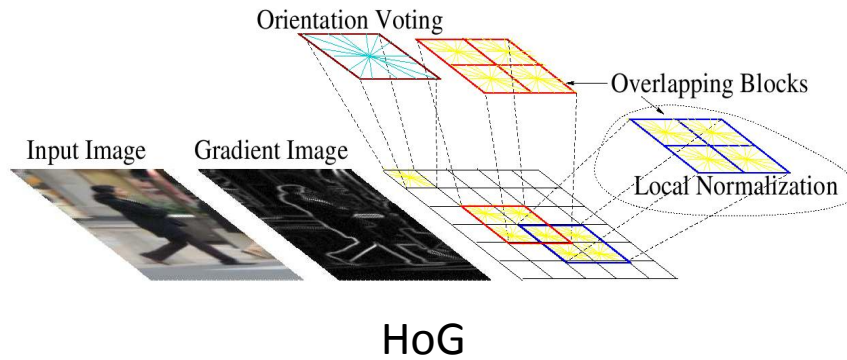 Orientation Voting
Overlapping Blocks
Input Image
Gradient Image
Local Normalization
HoG